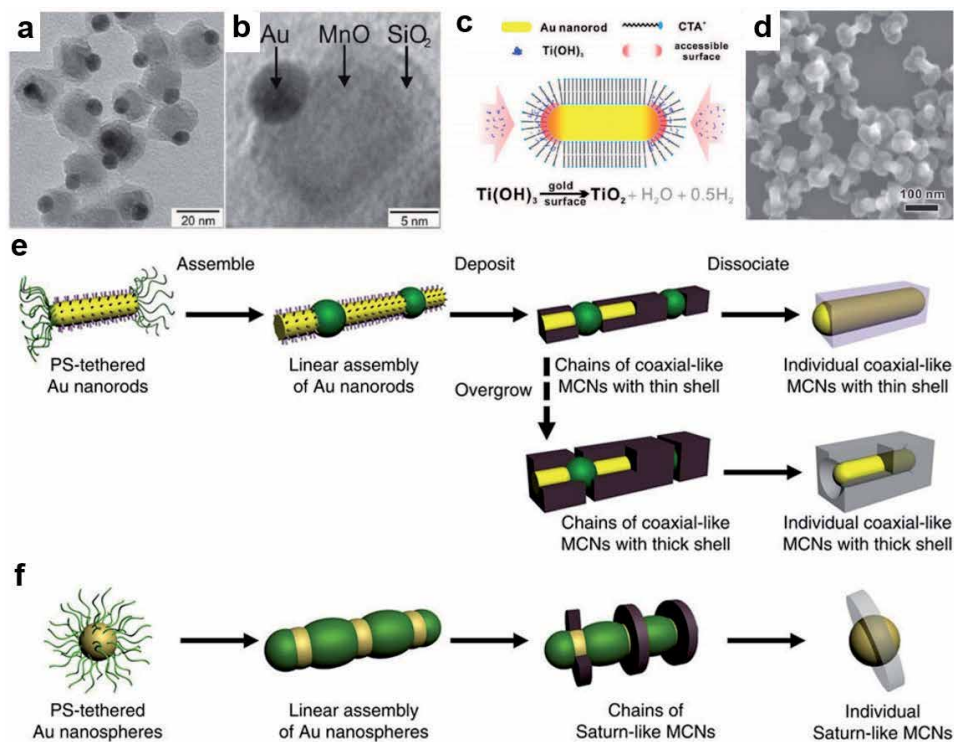 a
b
Au
MnO
SiO₂
20 nm
5 nm
c
Au nanorod
CTA⁺
Ti(OH)₃
accessible
surface
Ti(OH)₃ gold surface TiO₂ + H₂O + 0.5H₂
d
100 nm
e
Assemble
Deposit
Dissociate
PS-tethered
Au nanorods
Linear assembly
of Au nanorods
Chains of coaxial-like
MCNs with thin shell
Individual coaxial-like
MCNs with thin shell
Overgrow
Chains of coaxial-like
MCNs with thick shell
Individual coaxial-like
MCNs with thick shell
f
PS-tethered
Au nanospheres
Linear assembly
of Au nanospheres
Chains of
Saturn-like MCNs
Individual
Saturn-like MCNs